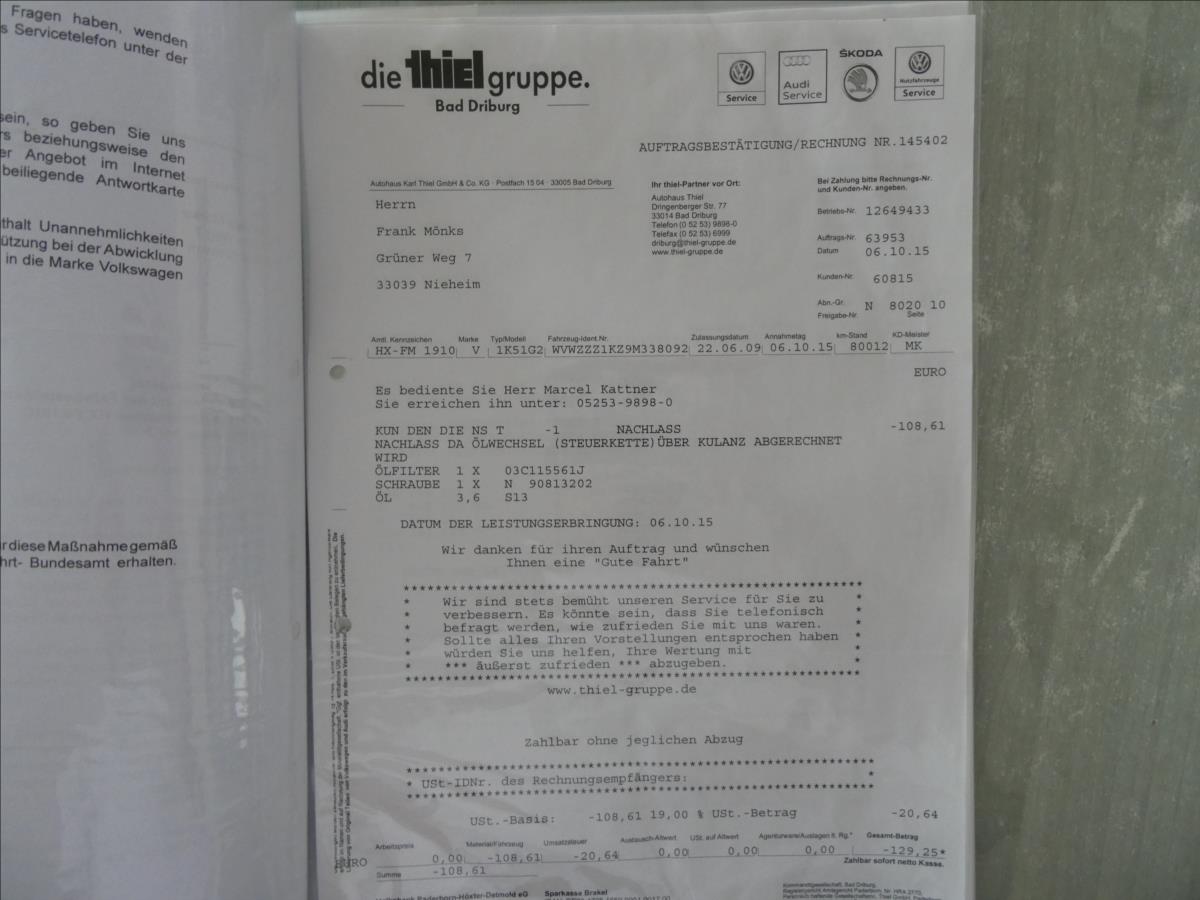 Fragen haben, wenden
s Servicetelefon unter der
sein, so geben Sie uns
rs beziehungsweise den
er Angebot im Internet
beiliegende Antwortkarte
thalt Unannehmlichkeiten
ützung bei der Abwicklung
in die Marke Volkswagen
ür diese Maßnahme gemäß
hrt- Bundesamt erhalten.
die thiel gruppe.
Bad Driburg
Service
Audi
Service
ŠKODA
Nutzfahrzeuge
Service
AUFTRAGSBESTÄTIGUNG/RECHNUNG NR.145402
Autohaus Karl Thiel GmbH & Co. KG · Postfach 15 04 · 33005 Bad Driburg
Herrn
Frank Mönks
Grüner Weg 7
33039 Nieheim
Ihr thiel-Partner vor Ort:
Autohaus Thiel
Dringenberger Str. 77
33014 Bad Driburg
Telefon (0 52 53) 9898-0
Telefax (0 52 53) 6999
driburg@thiel-gruppe.de
www.thiel-gruppe.de
Bei Zahlung bitte Rechnungs-Nr.
und Kunden-Nr. angeben.
Betriebs-Nr. 12649433
Auftrags-Nr. 63953
Datum 06.10.15
Kunden-Nr. 60815
Abn.-Gr. N 8020 10
Freigabe-Nr. Seite
Amtl. Kennzeichen Marke Typ/Modell Fahrzeug-Ident.Nr. Zulassungsdatum Annahmetag km-Stand KD-Meister
HX-FM 1910 V 1K51G2 WVWZZZ1KZ9M338092 22.06.09 06.10.15 80012 MK
EURO
Es bediente Sie Herr Marcel Kattner
Sie erreichen ihn unter: 05253-9898-0
KUN DEN DIE NS T -1 NACHLASS -108,61
NACHLASS DA ÖLWECHSEL (STEUERKETTE)ÜBER KULANZ ABGERECHNET
WIRD
ÖLFILTER 1 X 03C115561J
SCHRAUBE 1 X N 90813202
ÖL 3,6 S13
DATUM DER LEISTUNGSERBRINGUNG: 06.10.15
Wir danken für ihren Auftrag und wünschen
Ihnen eine "Gute Fahrt"
* Wir sind stets bemüht unseren Service für Sie zu *
* verbessern. Es könnte sein, dass Sie telefonisch *
* befragt werden, wie zufrieden Sie mit uns waren. *
* Sollte alles Ihren Vorstellungen entsprochen haben *
* würden Sie uns helfen, Ihre Wertung mit *
* *** äußerst zufrieden *** abzugeben. *
www.thiel-gruppe.de
Zahlbar ohne jeglichen Abzug
* USt-IDNr. des Rechnungsempfängers: *
USt.-Basis: -108,61 19,00 % USt.-Betrag -20,64
Arbeitspreis Material/Fahrzeug Umsatzsteuer Austausch-Altwert USt. auf Altwert Agenturware/Auslagen lt. Rg.* Gesamt-Betrag
EURO 0,00 -108,61 -20,64 0,00 0,00 0,00 -129,25*
Summe -108,61 Zahlbar sofort netto Kasse.
Volksbank Paderborn-Höxter-Detmold eG
Sparkasse Brakel
Kommanditgesellschaft, Bad Driburg,